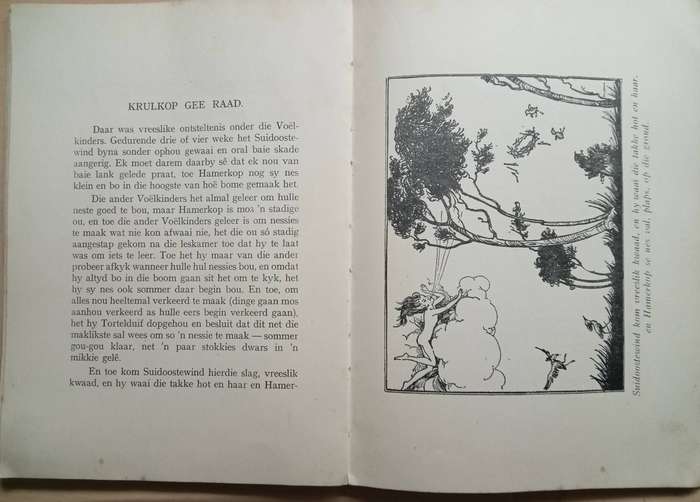 KRULKOP GEE RAAD.
Daar was vreeslike ontsteltenis onder die Voël-
kinders. Gedurende drie of vier weke het Suidooste-
wind byna sonder ophou gewaai en oral baie skade
aangerig. Ek moet darem daarby sê dat ek nou van
baie lank gelede praat, toe Hamerkop nog sy nes
klein en bo in die hoogste van hoë bome gemaak het.
Die ander Voëlkinders het almal geleer om hulle
neste goed te bou, maar Hamerkop is mos 'n stadige
ou, en toe die ander Voëlkinders geleer is om nessies
te maak wat nie kon afwaai nie, het die ou só stadig
aangestap gekom na die leskamer toe dat hy te laat
was om iets te leer. Toe het hy maar van die ander
probeer afkyk wanneer hulle hul nessies bou, en omdat
hy altyd bo in die boom gaan sit het om te kyk, het
hy sy nes ook sommer daar begin bou. En toe, om
alles nou heeltemal verkeerd te maak (dinge gaan mos
aanhou verkeerd as hulle eers begin verkeerd gaan),
het hy Tortelduif dopgehou en besluit dat dit net die
maklikste sal wees om so 'n nessie te maak — sommer
gou-gou klaar, net 'n paar stokkies dwars in 'n
mikkie gelê.
En toe kom Suidoostewind hierdie slag, vreeslik
kwaad, en hy waai die takke hot en haar en Hamer-
Suidoostewind kom vreeslik kwaad, en hy waai die takke hot en haar,
en Hamerkop se nes val, plaps, op die grond.